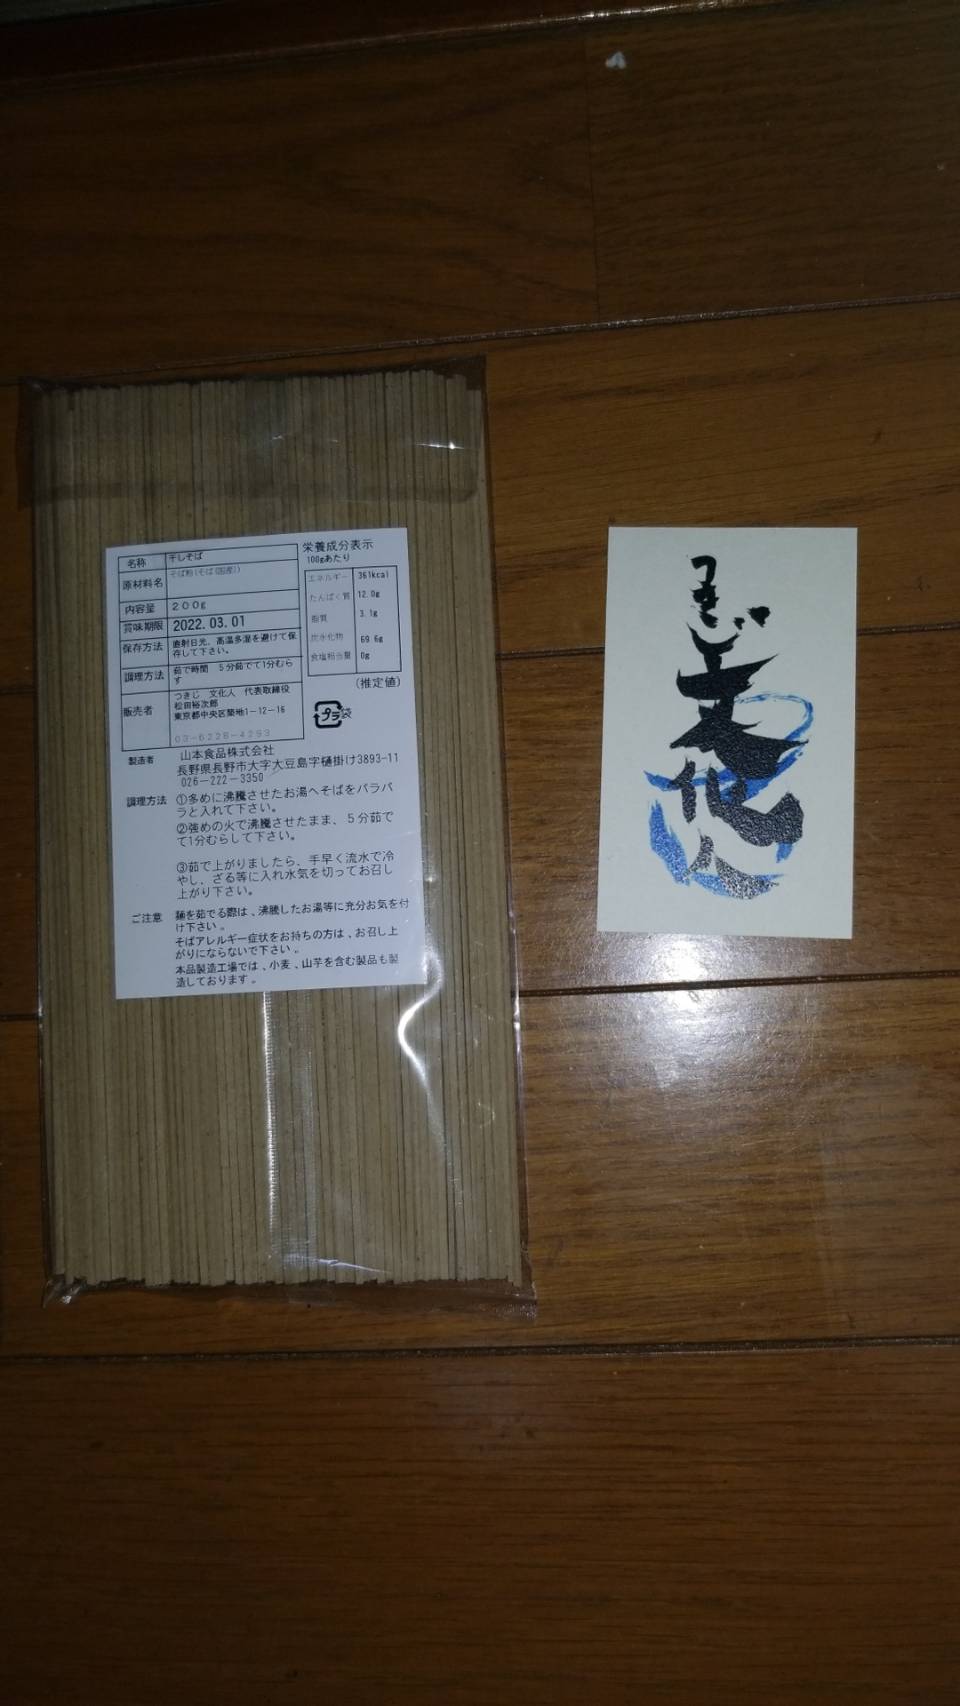 名称 干しそば
原材料名 そば粉(そば(国産))
内容量 200g
賞味期限 2022.03.01
保存方法 直射日光、高温多湿を避けて保
存して下さい。
調理方法 茹で時間 5分茹でて1分むら
す
販売者 つきじ 文化人 代表取締役
松田裕次郎
東京都中央区築地1-12-16
03-6228-4293
栄養成分表示
100gあたり
エネルギー 361kcal
たんぱく質 12.0g
脂質 3.1g
炭水化物 69.6g
食塩相当量 0g
(推定値)
プラ 袋
製造者 山本食品株式会社
長野県長野市大字大豆島字樋掛け3893-11
026-222-3350
調理方法 ①多めに沸騰させたお湯へそばをバラバ
ラと入れて下さい。
②強めの火で沸騰させたまま、5分茹で
て1分むらして下さい。
③茹で上がりましたら、手早く流水で冷
やし、ざる等に入れ水気を切ってお召し
上がり下さい。
ご注意 麺を茹でる際は、沸騰したお湯等に充分お気を付
け下さい。
そばアレルギー症状をお持ちの方は、お召し上
がりにならないで下さい。
本品製造工場では、小麦、山芋を含む製品も製
造しております。
つきじ
文化人